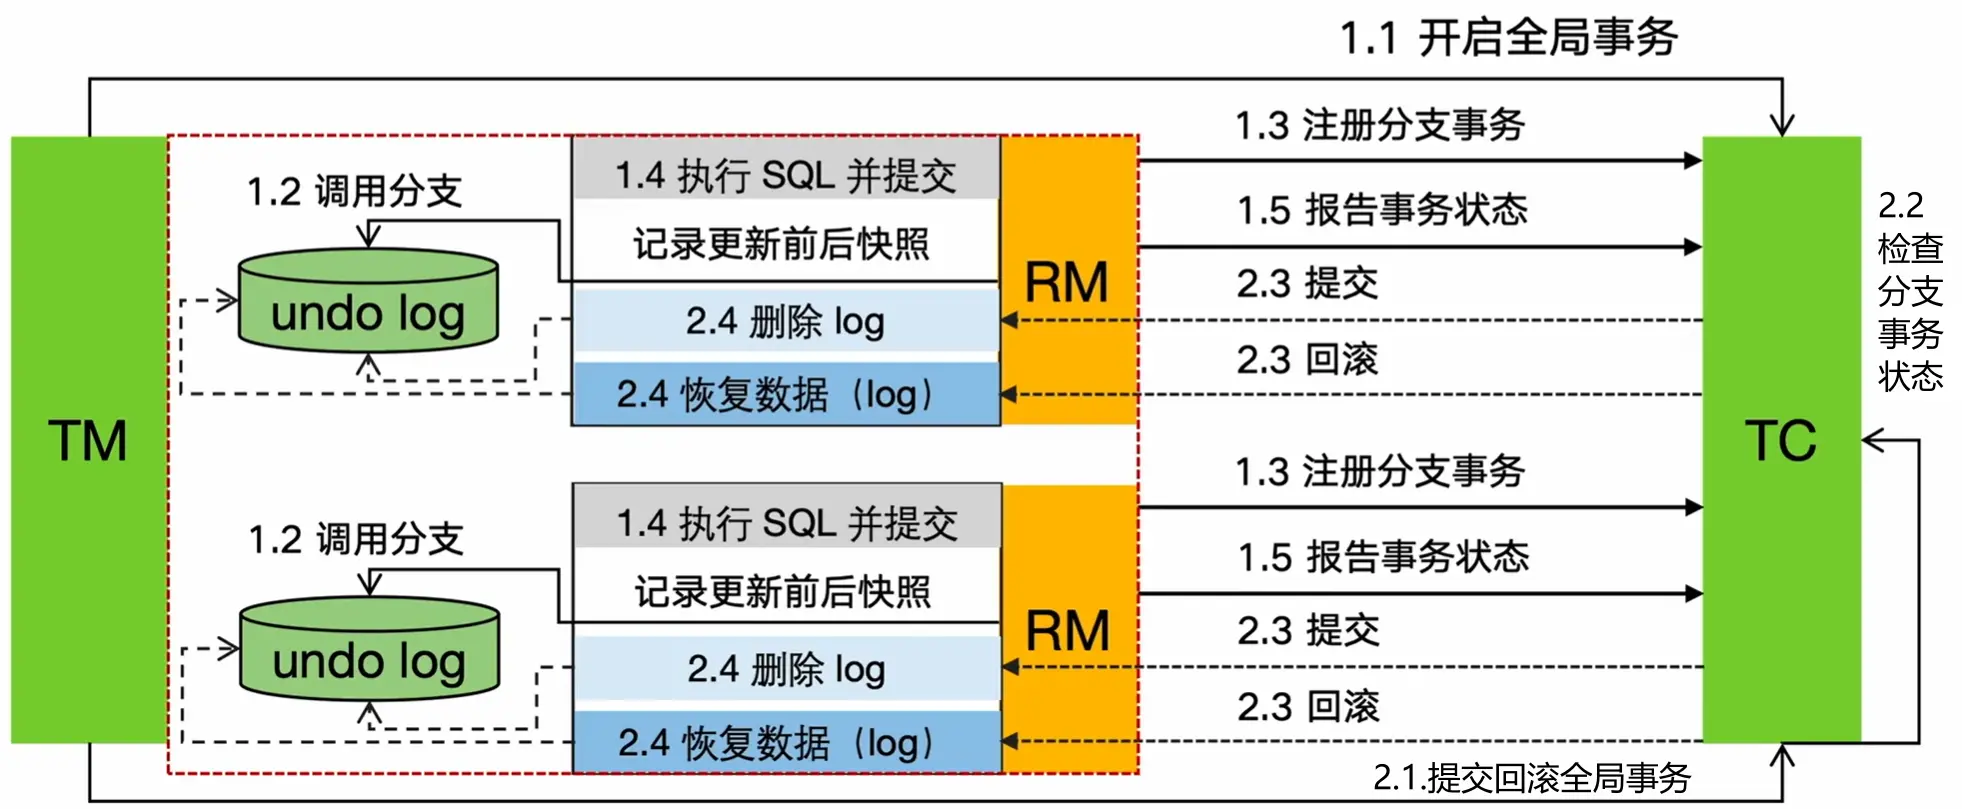 1.1 开启全局事务
TM
1.2 调用分支
undo log
1.4 执行 SQL 并提交
记录更新前后快照
2.4 删除 log
2.4 恢复数据（log）
RM
1.3 注册分支事务
1.5 报告事务状态
2.3 提交
2.3 回滚
1.2 调用分支
undo log
1.4 执行 SQL 并提交
记录更新前后快照
2.4 删除 log
2.4 恢复数据（log）
RM
1.3 注册分支事务
1.5 报告事务状态
2.3 提交
2.3 回滚
TC
2.2
检查
分支
事务
状态
2.1.提交回滚全局事务